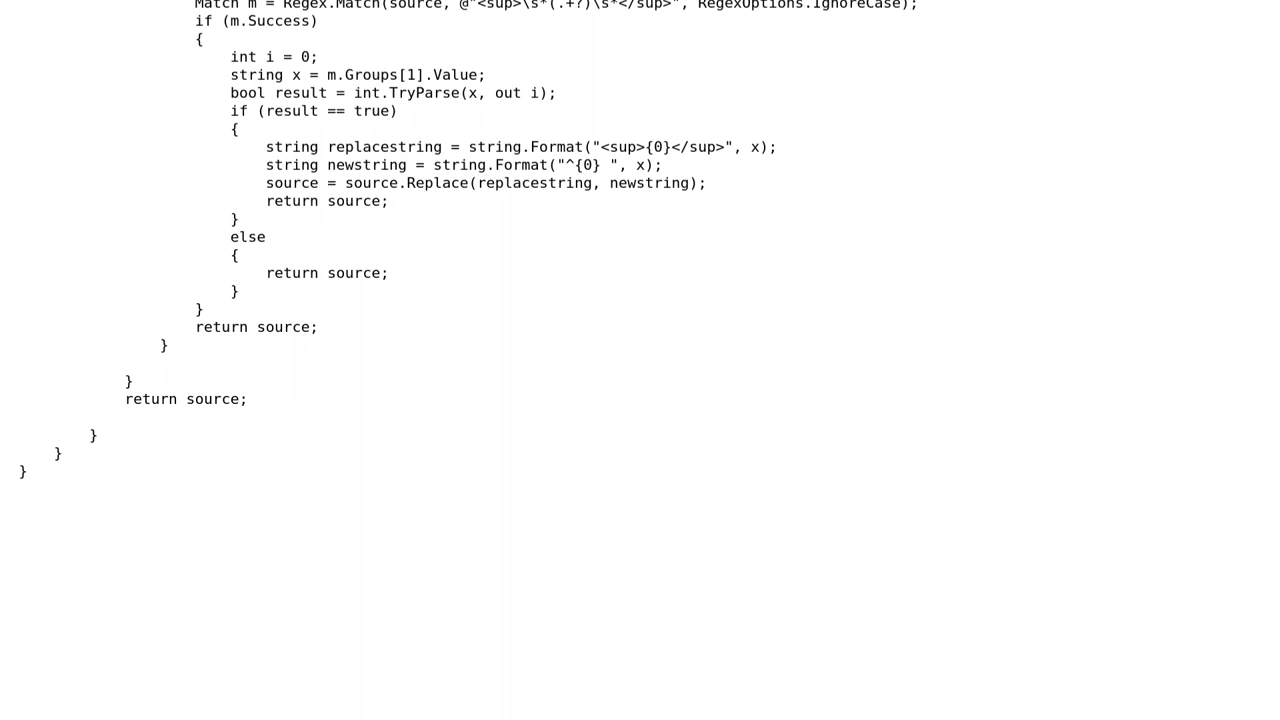 Match m = Regex.Match(source, @"<sup>\s*(.+?)\s*</sup>", RegexOptions.IgnoreCase);
if (m.Success)
{
int i = 0;
string x = m.Groups[1].Value;
bool result = int.TryParse(x, out i);
if (result == true)
{
string replacestring = string.Format("<sup>{0}</sup>", x);
string newstring = string.Format("^{0} ", x);
source = source.Replace(replacestring, newstring);
return source;
}
else
{
return source;
}
}
return source;
}
}
return source;
}
}
}